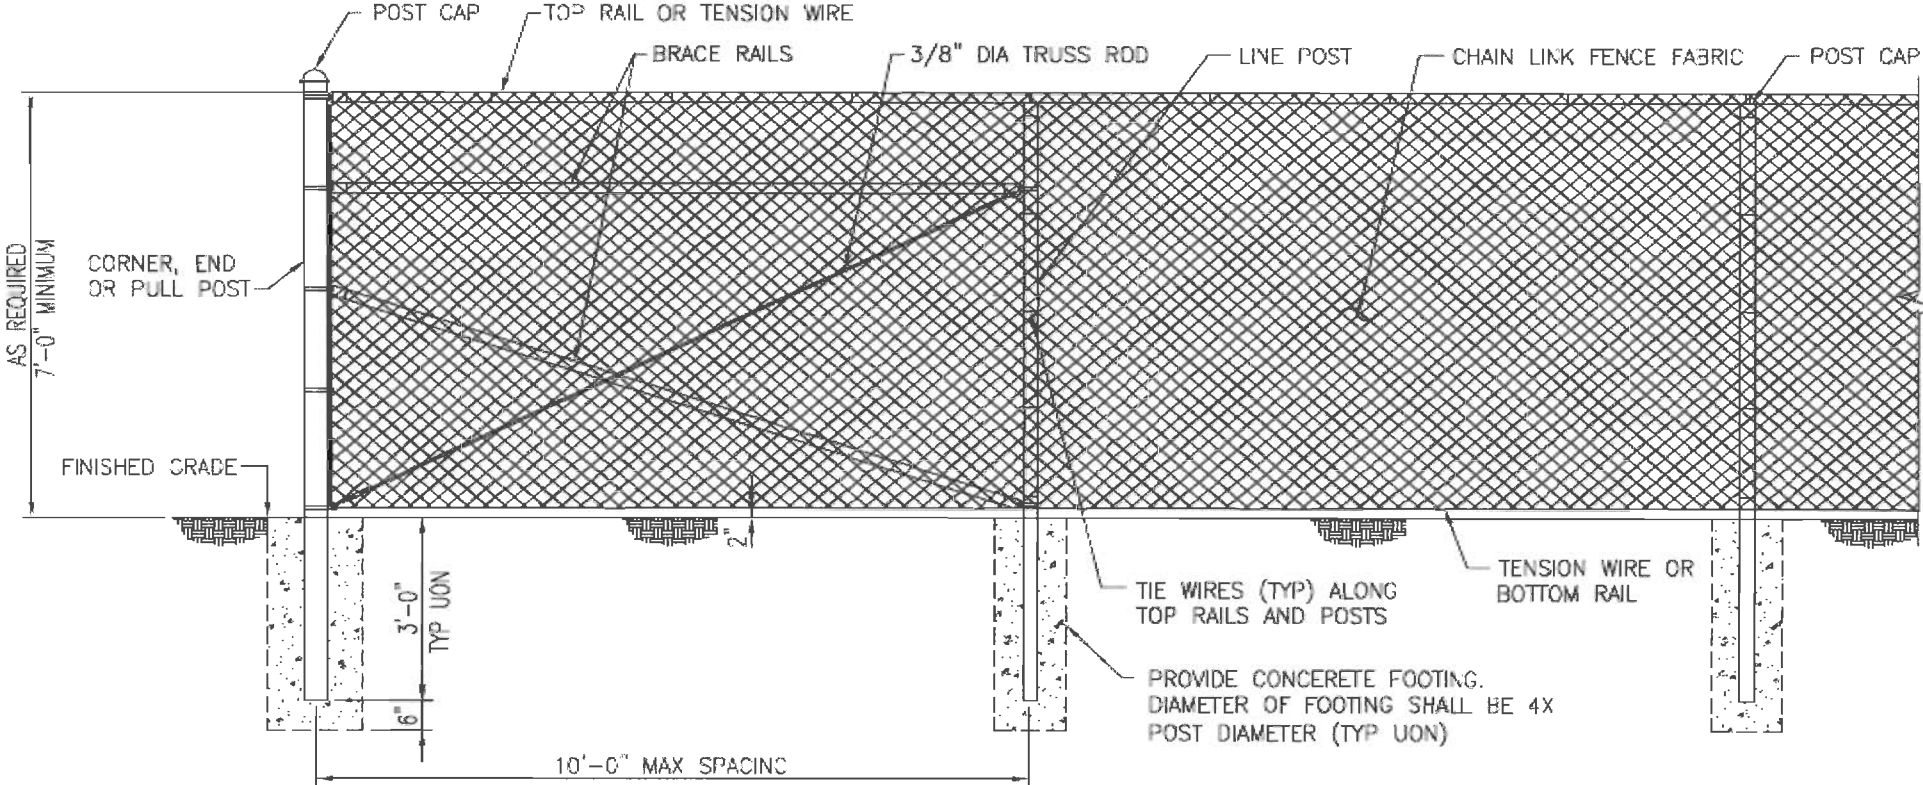 POST CAP
TOP RAIL OR TENSION WIRE
BRACE RAILS
3/8" DIA TRUSS ROD
LINE POST
CHAIN LINK FENCE FABRIC
POST CAP
AS REQUIRED
7'-0" MINIMUM
CORNER, END
OR PULL POST
FINISHED GRADE
2"
3'-0"
TYP UON
6"
TIE WIRES (TYP) ALONG
TOP RAILS AND POSTS
TENSION WIRE OR
BOTTOM RAIL
PROVIDE CONCERETE FOOTING.
DIAMETER OF FOOTING SHALL BE 4X
POST DIAMETER (TYP UON)
10'-0" MAX SPACING